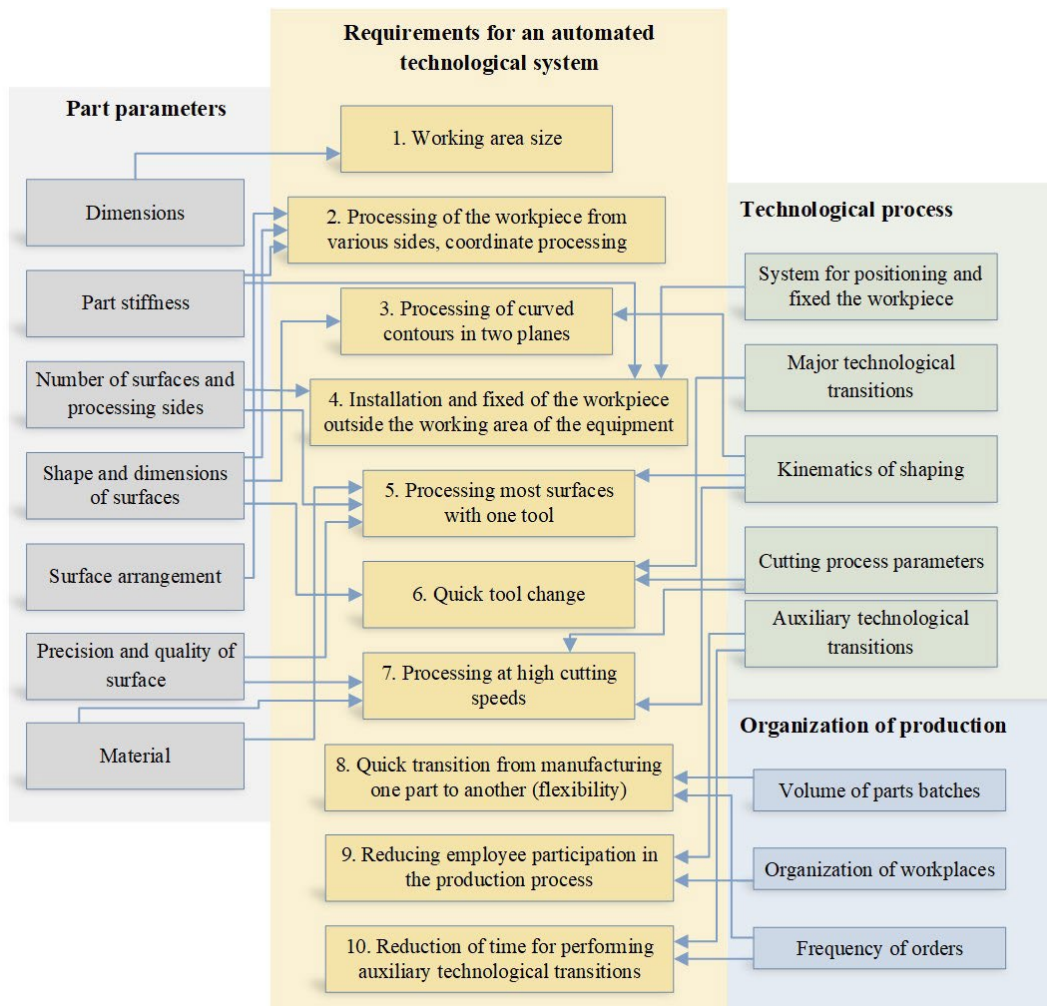 Requirements for an automated
technological system
Part parameters
1. Working area size
Dimensions
2. Processing of the workpiece from
various sides, coordinate processing
Part stiffness
3. Processing of curved
contours in two planes
Number of surfaces and
processing sides
4. Installation and fixed of the workpiece
outside the working area of the equipment
Shape and dimensions
of surfaces
5. Processing most surfaces
with one tool
Surface arrangement
6. Quick tool change
Precision and quality of
surface
7. Processing at high cutting
speeds
Material
8. Quick transition from manufacturing
one part to another (flexibility)
9. Reducing employee participation in
the production process
10. Reduction of time for performing
auxiliary technological transitions
Technological process
System for positioning and
fixed the workpiece
Major technological
transitions
Kinematics of shaping
Cutting process parameters
Auxiliary technological
transitions
Organization of production
Volume of parts batches
Organization of workplaces
Frequency of orders